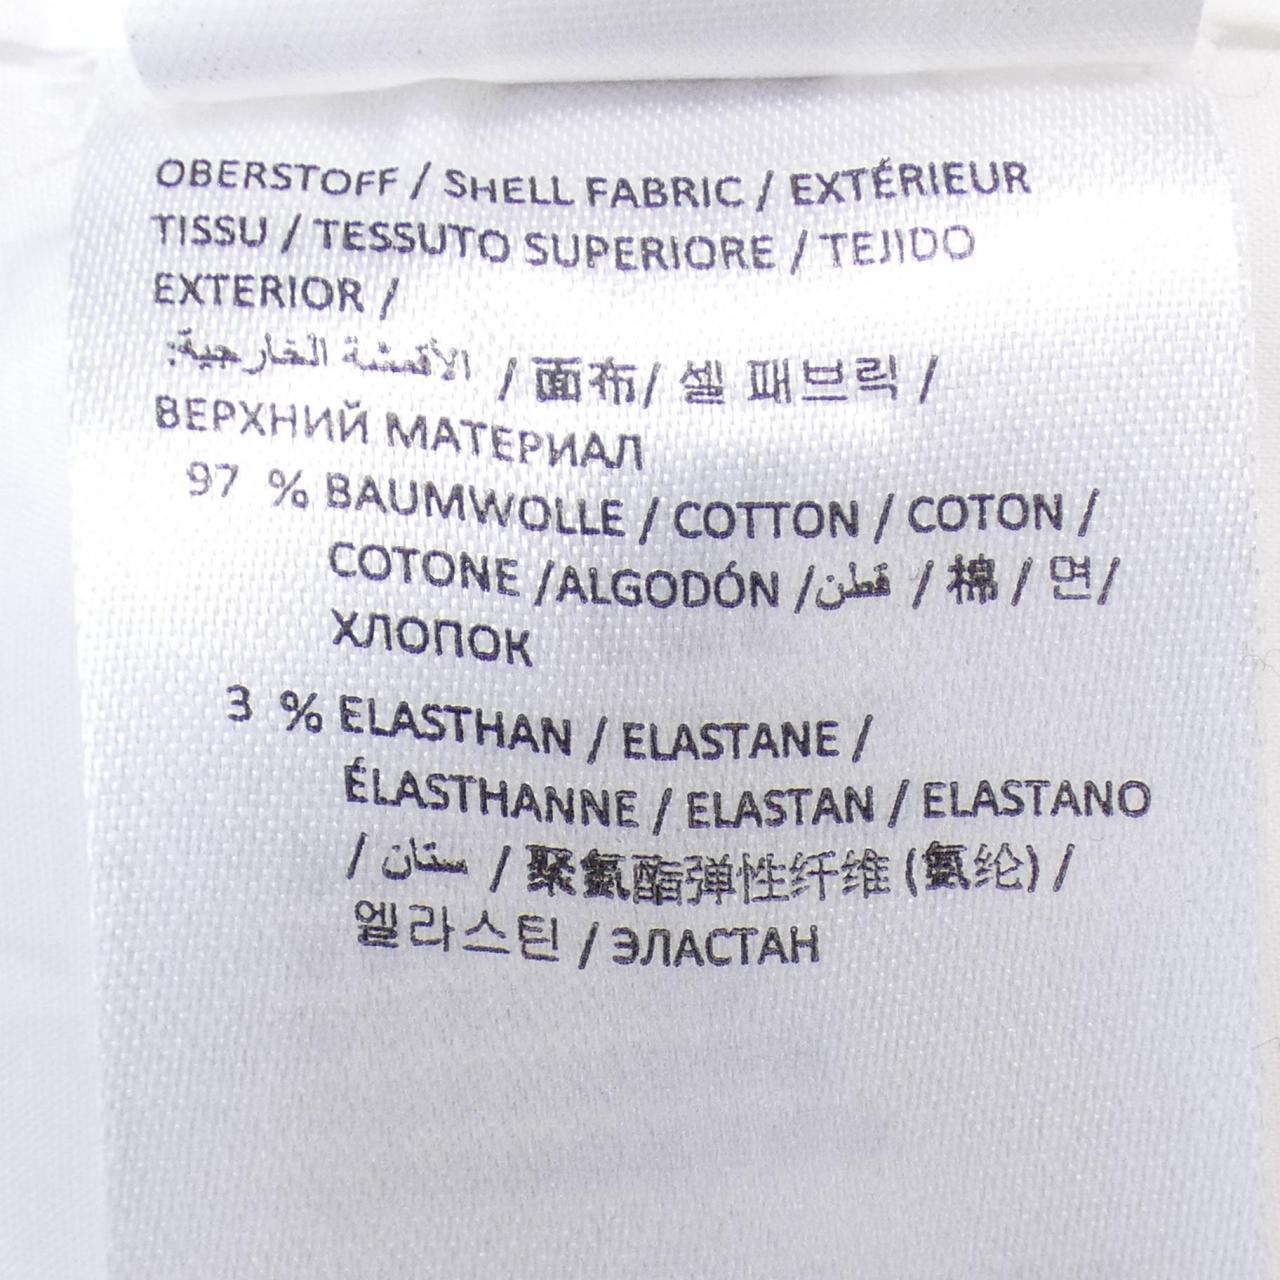 OBERSTOFF / SHELL FABRIC / EXTÉRIEUR
TISSU / TESSUTO SUPERIORE / TEJIDO
EXTERIOR /
الأقمشة الخارجية: / 面布/ 셀 패브릭 /
ВЕРХНИЙ МАТЕРИАЛ
97 % BAUMWOLLE / COTTON / COTON /
COTONE /ALGODÓN /قطن / 棉 / 면/
ХЛОПОК
3 % ELASTHAN / ELASTANE /
ÉLASTHANNE / ELASTAN / ELASTANO
/ ستان / 聚氨酯弹性纤维 (氨纶) /
엘라스틴 / ЭЛАСТАН